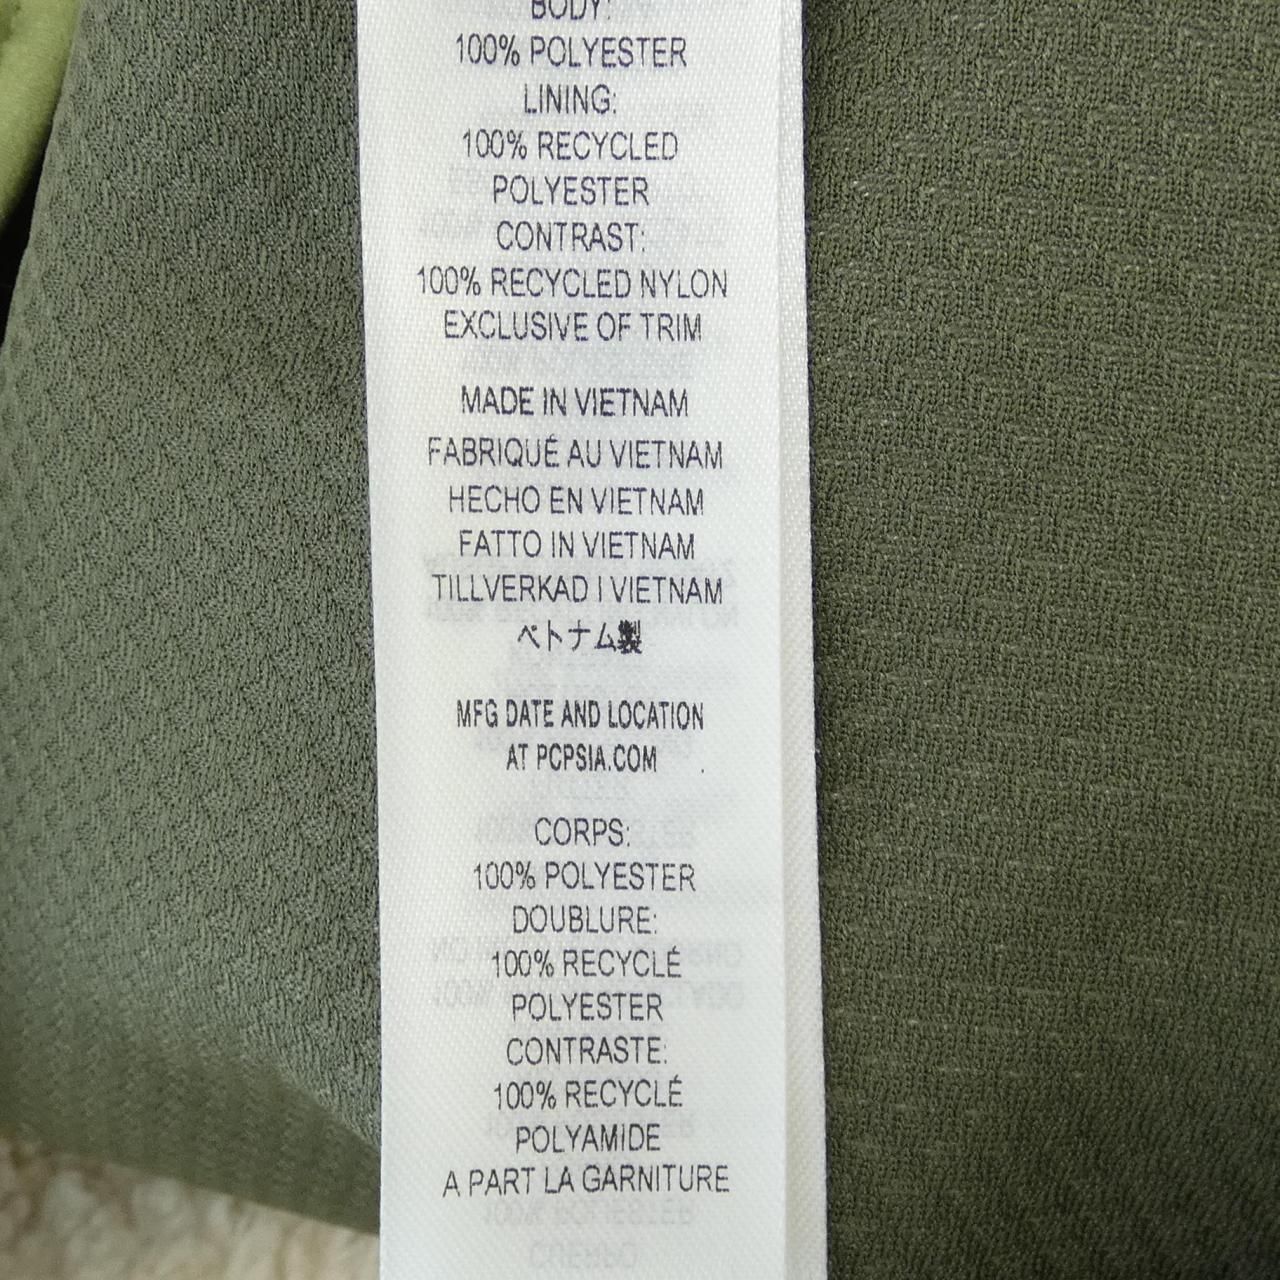 BODY:
100% POLYESTER
LINING:
100% RECYCLED
POLYESTER
CONTRAST:
100% RECYCLED NYLON
EXCLUSIVE OF TRIM
MADE IN VIETNAM
FABRIQUÉ AU VIETNAM
HECHO EN VIETNAM
FATTO IN VIETNAM
TILLVERKAD I VIETNAM
ベトナム製
MFG DATE AND LOCATION
AT PCPSIA.COM
CORPS:
100% POLYESTER
DOUBLURE:
100% RECYCLÉ
POLYESTER
CONTRASTE:
100% RECYCLÉ
POLYAMIDE
A PART LA GARNITURE